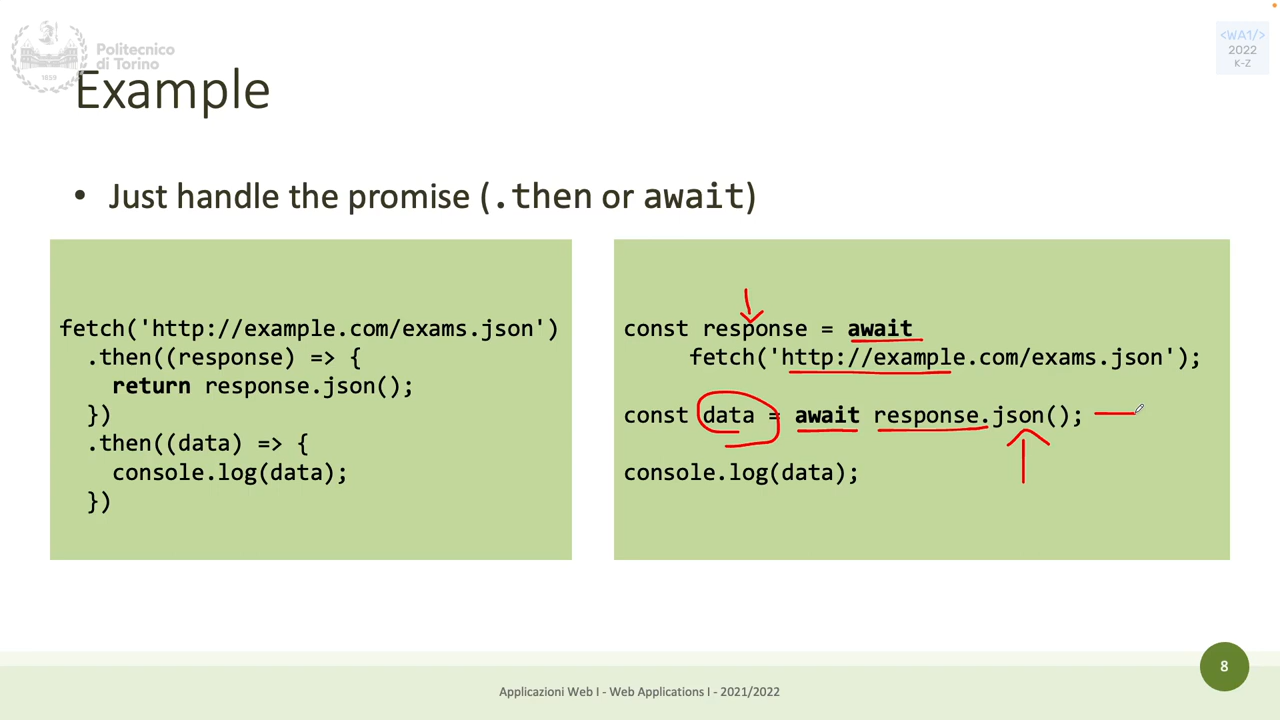 Politecnico
di Torino
1859
<WA1/>
2022
K-Z
Example
• Just handle the promise (.then or await)
fetch('http://example.com/exams.json')
.then((response) => {
return response.json();
})
.then((data) => {
console.log(data);
})
const response = await
fetch('http://example.com/exams.json');
const data = await response.json();
console.log(data);
Applicazioni Web I - Web Applications I - 2021/2022
8